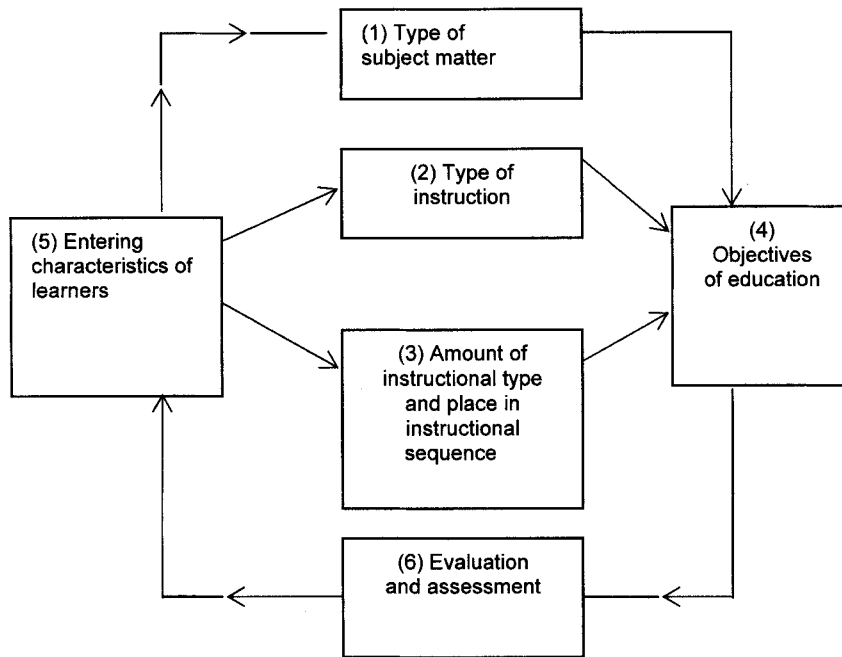 (1) Type of
subject matter
(2) Type of
instruction
(5) Entering
characteristics of
learners
(4)
Objectives
of education
(3) Amount of
instructional type
and place in
instructional
sequence
(6) Evaluation
and assessment